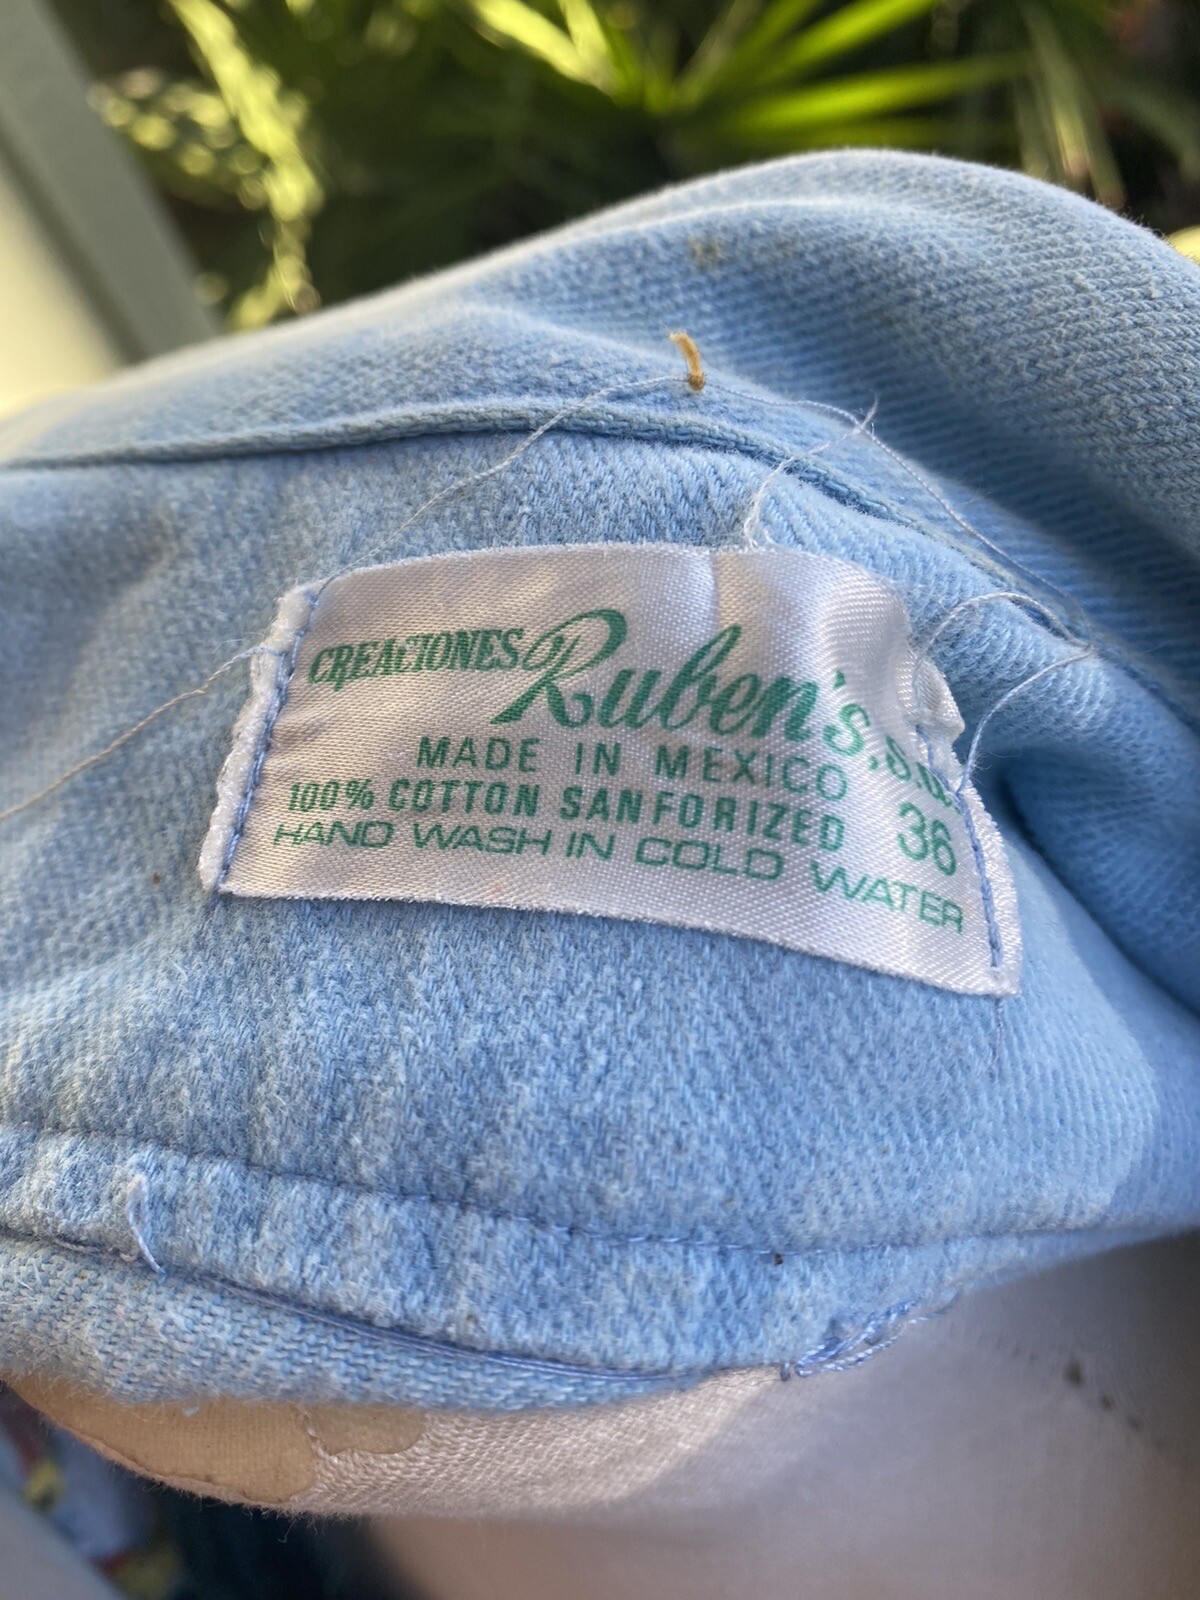 CREACIONES Ruben's, S.a.
MADE IN MEXICO
100% COTTON SANFORIZED 36
HAND WASH IN COLD WATER